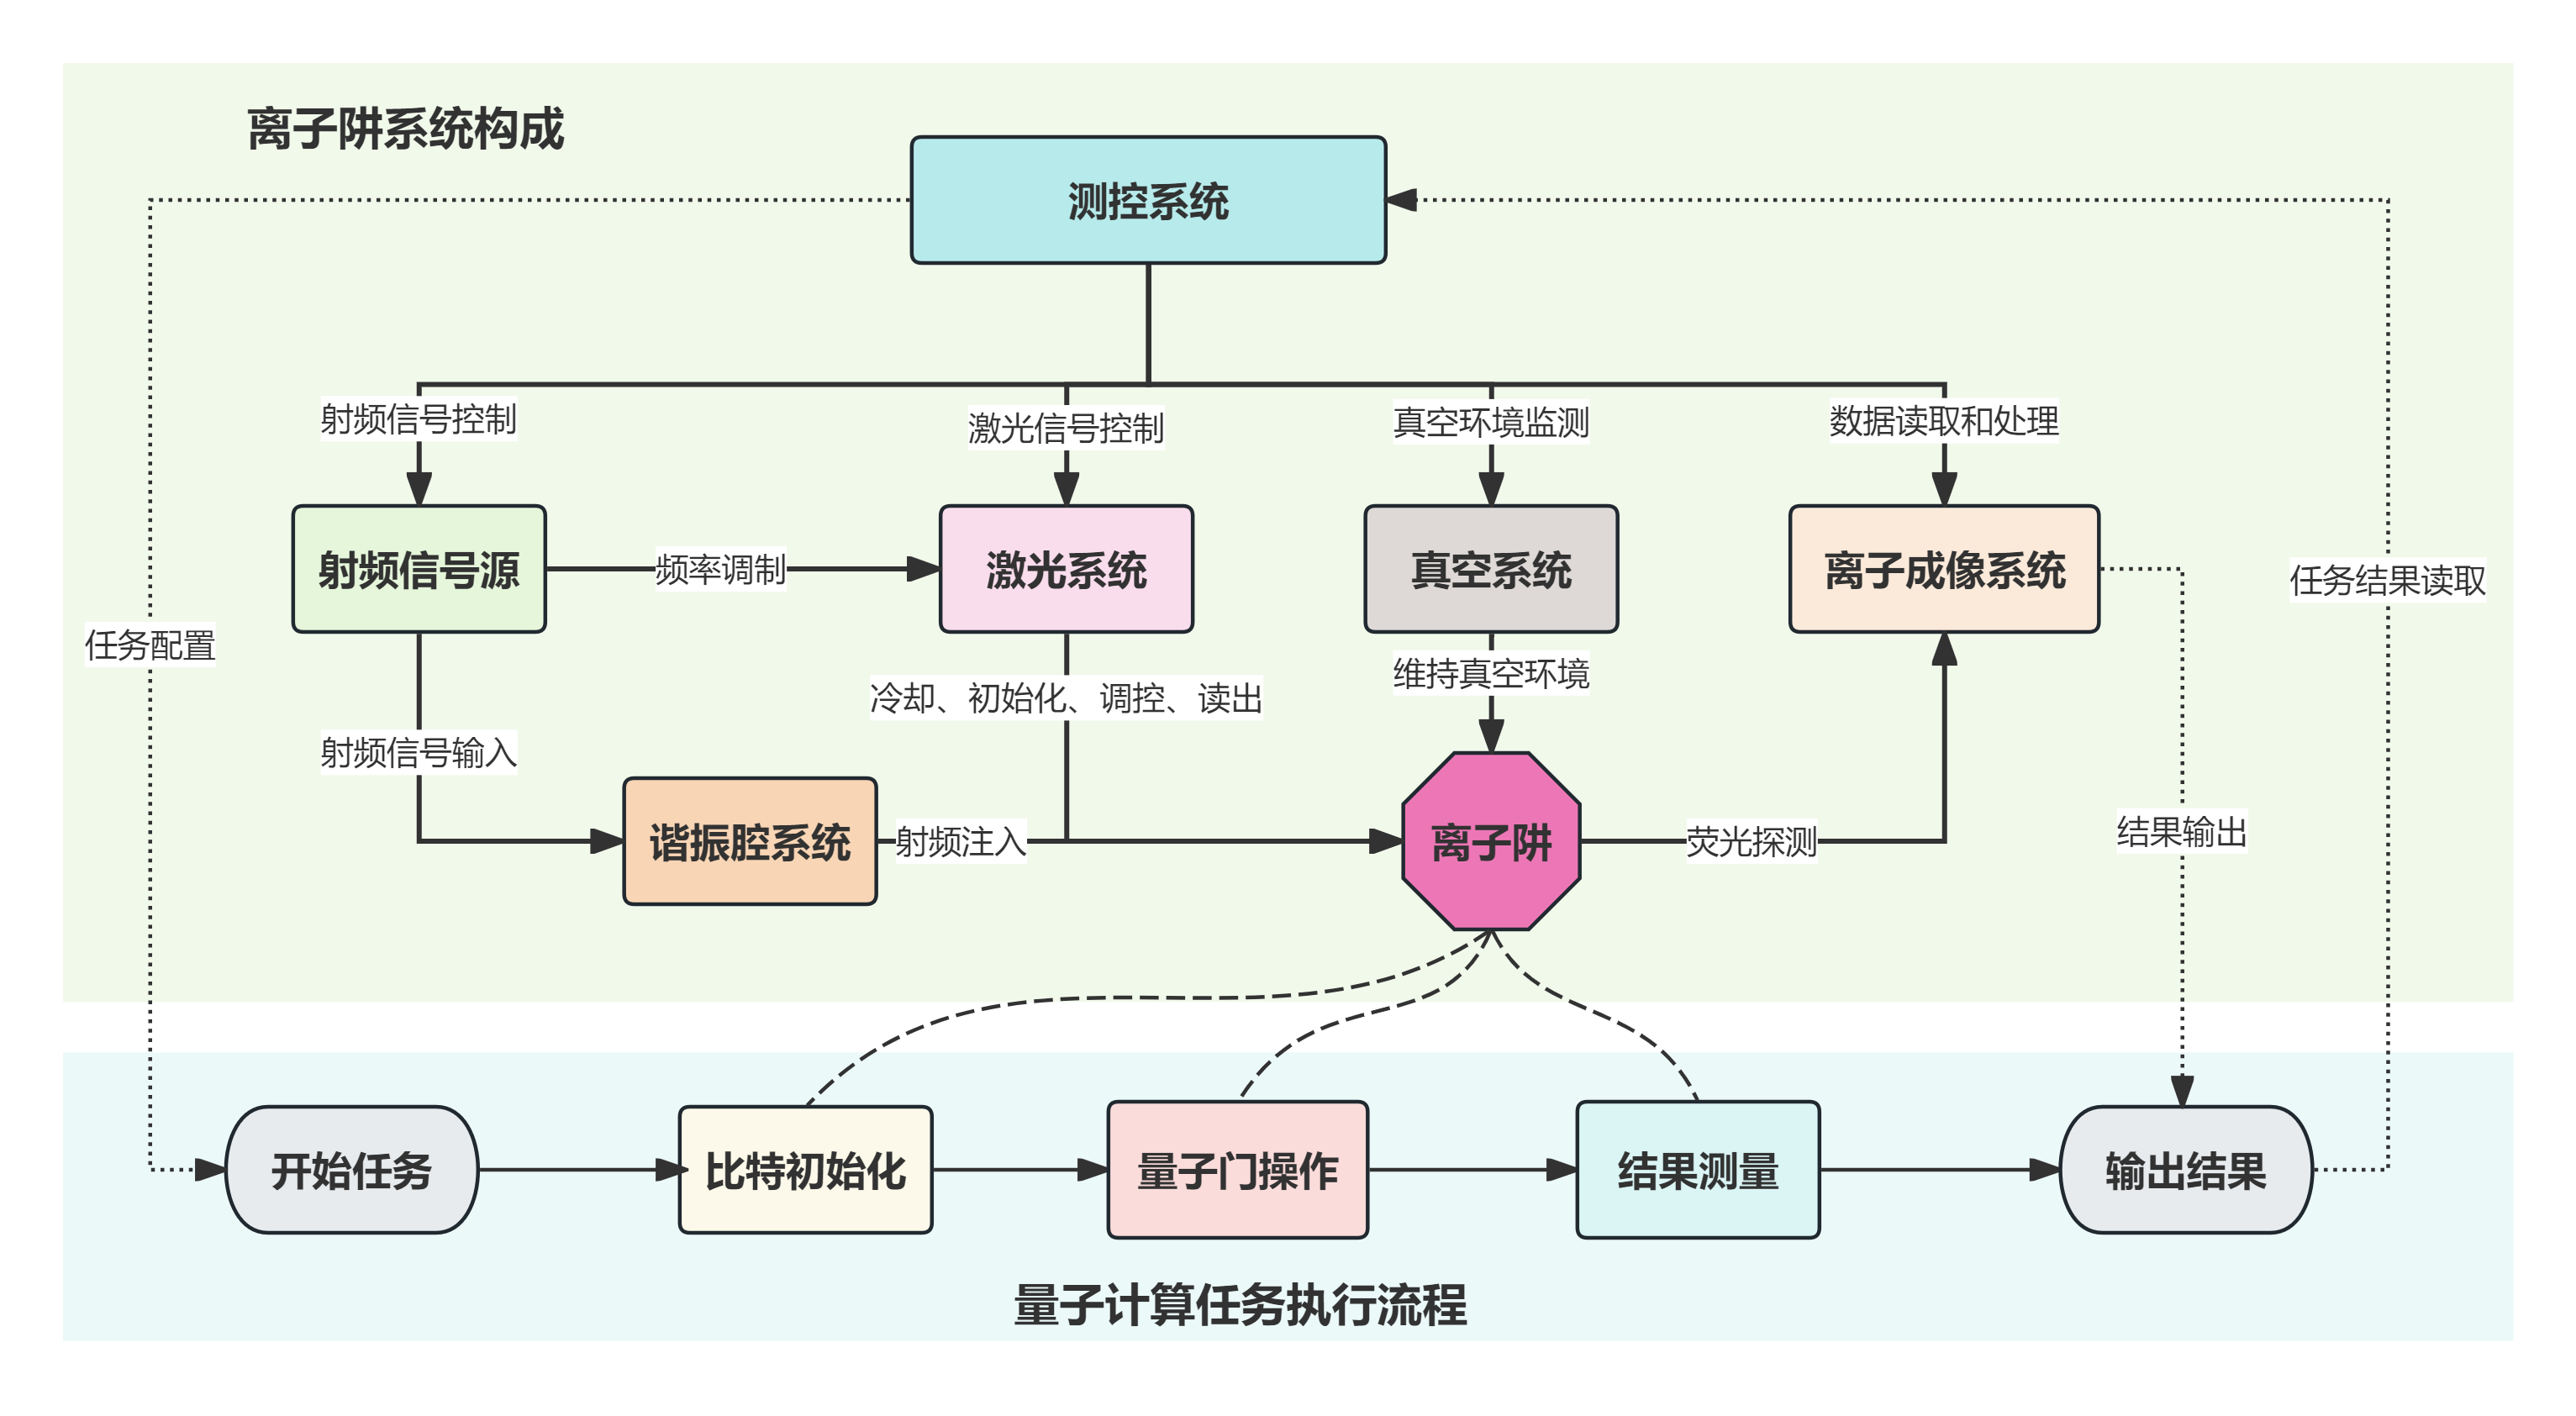 离子阱系统构成
测控系统
射频信号控制
激光信号控制
真空环境监测
数据读取和处理
射频信号源
频率调制
激光系统
真空系统
离子成像系统
任务结果读取
任务配置
冷却、初始化、调控、读出
维持真空环境
射频信号输入
谐振腔系统
射频注入
离子阱
荧光探测
结果输出
开始任务
比特初始化
量子门操作
结果测量
输出结果
量子计算任务执行流程